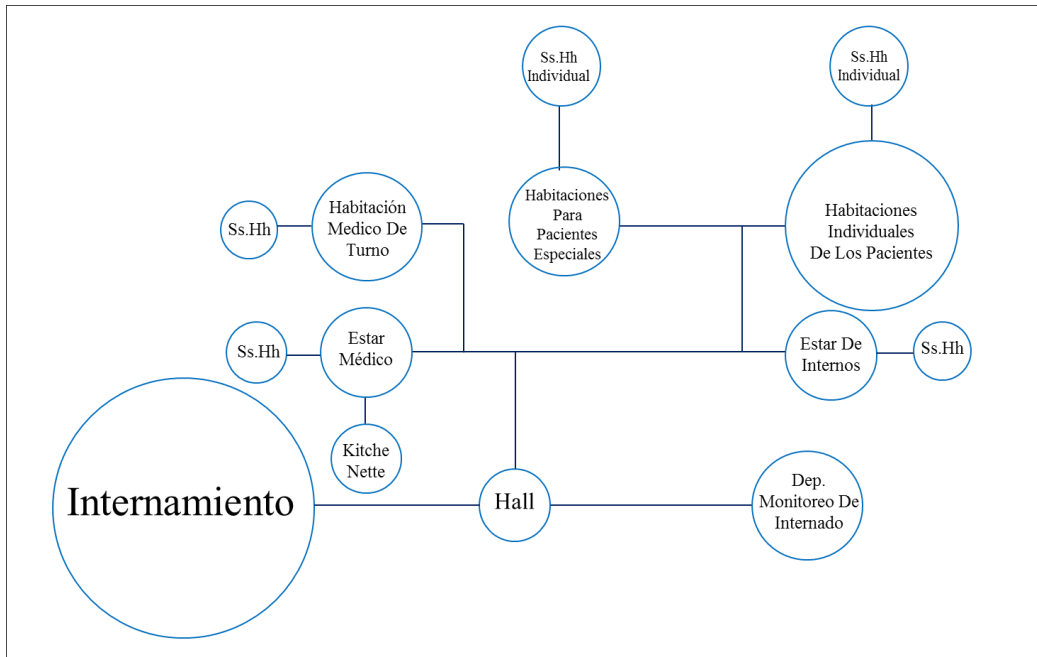 Ss.Hh
Individual
Ss.Hh
Individual
Habitación
Medico De
Turno
Ss.Hh
Habitaciones
Para
Pacientes
Especiales
Habitaciones
Individuales
De Los Pacientes
Ss.Hh
Estar
Médico
Estar De
Internos
Ss.Hh
Kitche
Nette
Internamiento
Hall
Dep.
Monitoreo De
Internado